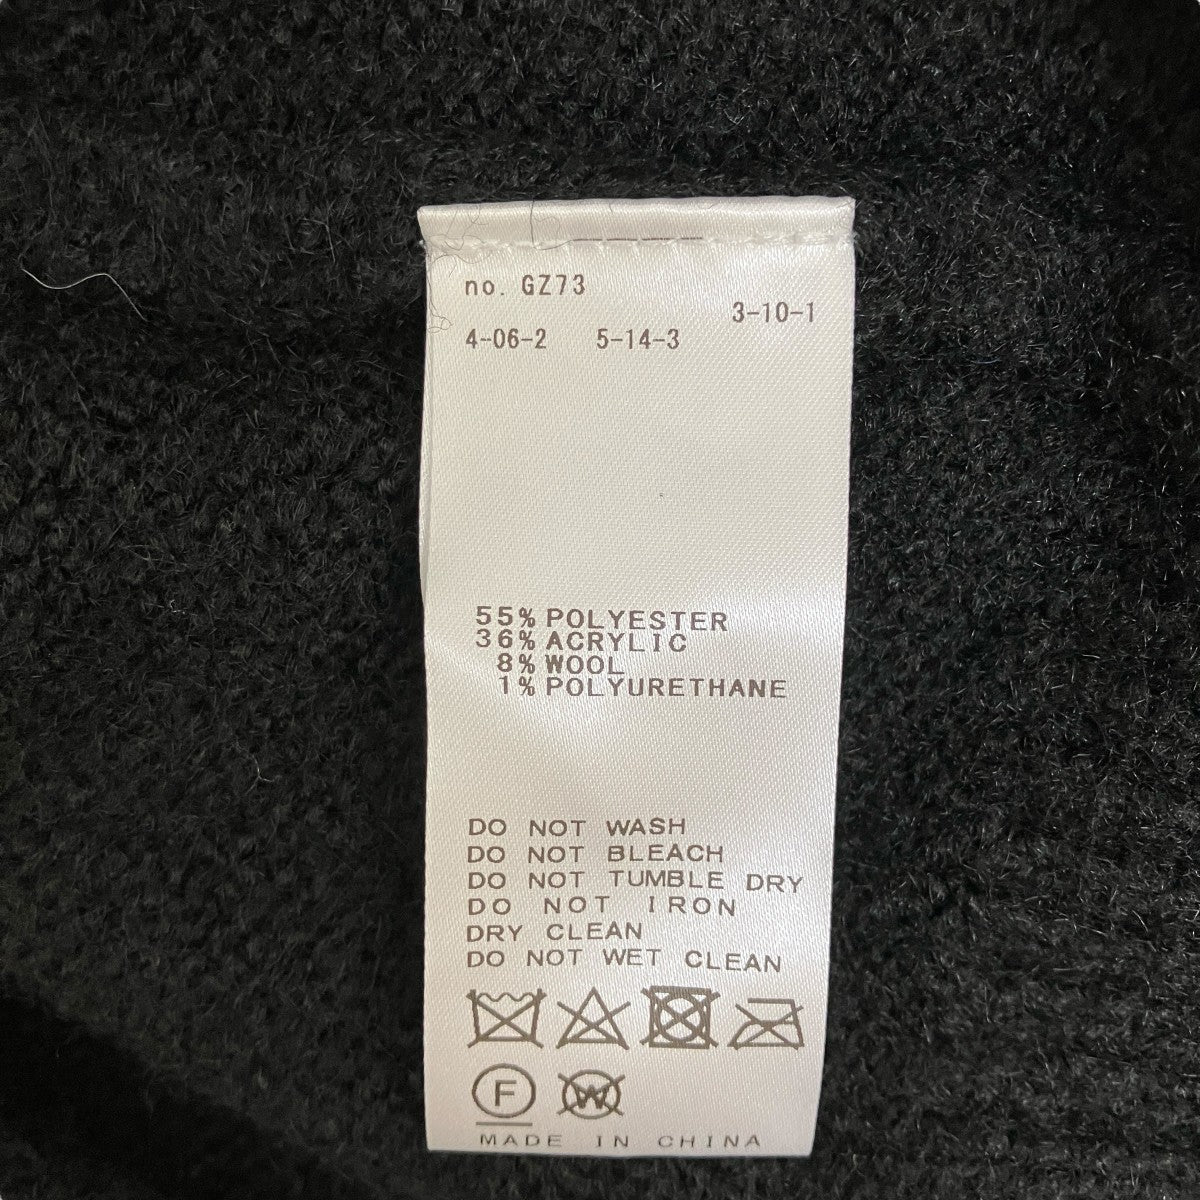 no. GZ73
3-10-1
4-06-2 5-14-3
55% POLYESTER
36% ACRYLIC
8% WOOL
1% POLYURETHANE
DO NOT WASH
DO NOT BLEACH
DO NOT TUMBLE DRY
DO NOT IRON
DRY CLEAN
DO NOT WET CLEAN
F W
MADE IN CHINA